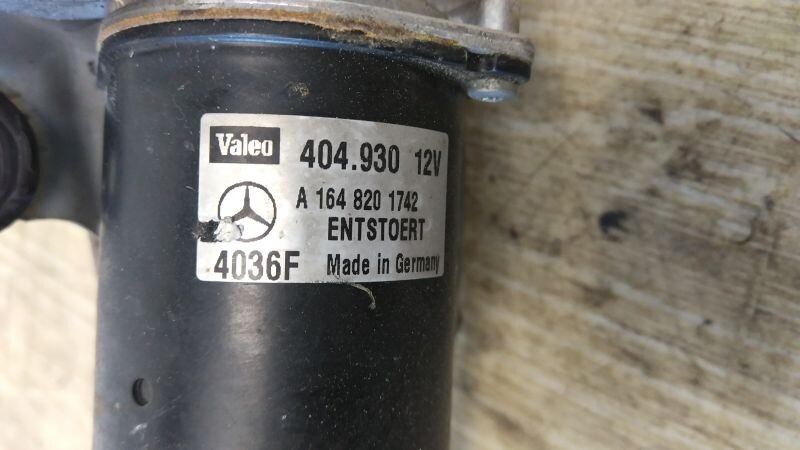 Valeo 404.930 12V
A 164 820 1742
ENTSTOERT
4036F Made in Germany